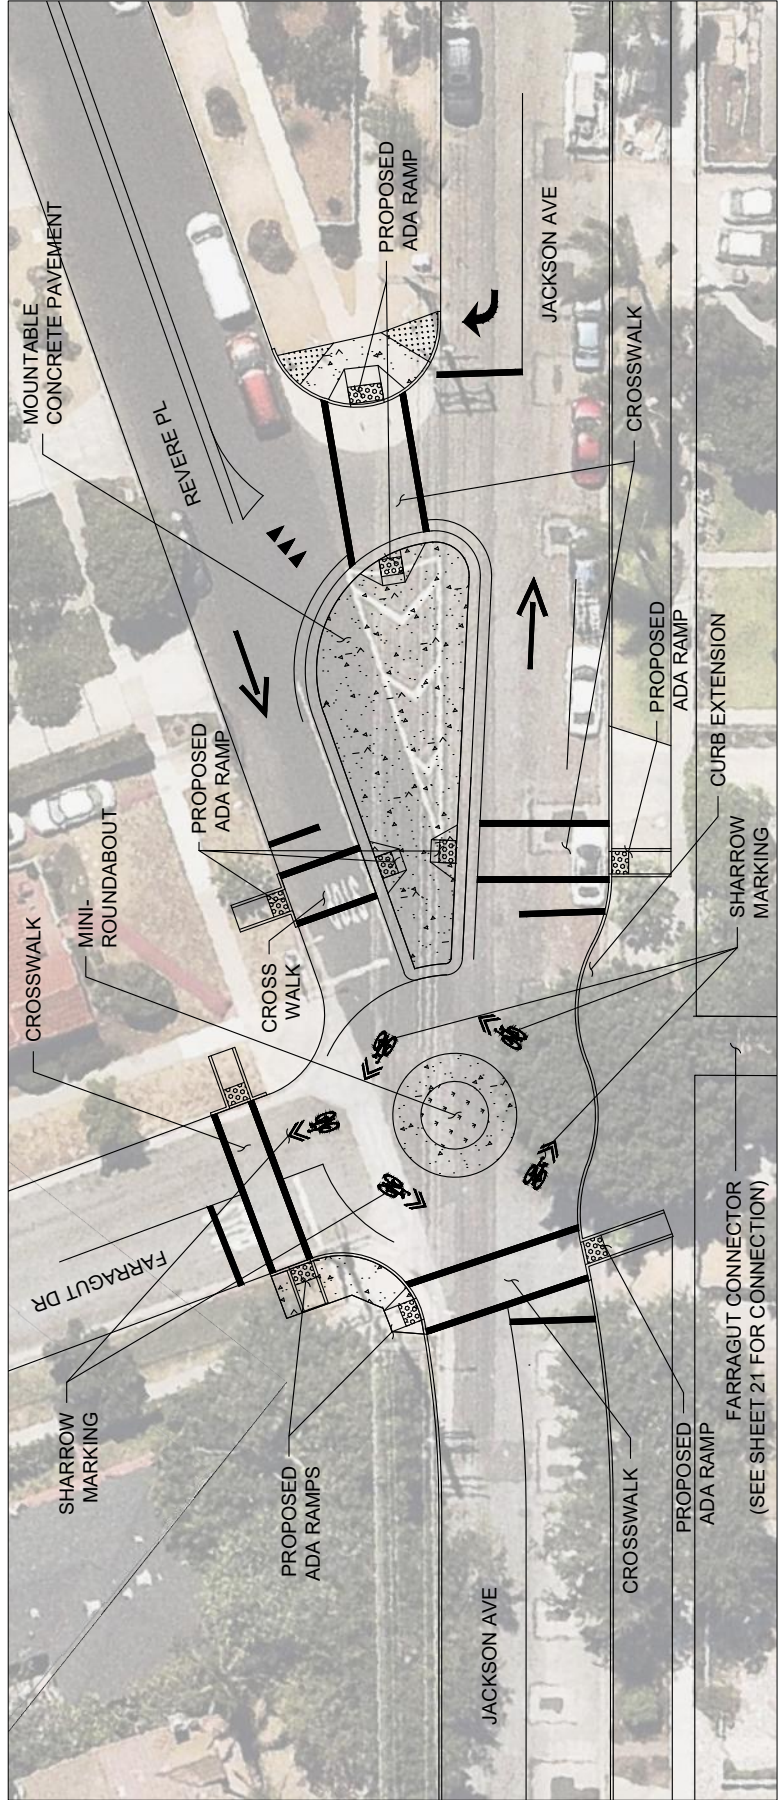 MOUNTABLE
CONCRETE PAVEMENT
PROPOSED
ADA RAMP
JACKSON AVE
REVERE PL
CROSSWALK
PROPOSED
ADA RAMP
CURB EXTENSION
PROPOSED
ADA RAMP
MINI-
ROUNDABOUT
CROSSWALK
CROSS
WALK
SHARROW
MARKING
FARRAGUT DR
FARRAGUT CONNECTOR
(SEE SHEET 21 FOR CONNECTION)
SHARROW
MARKING
PROPOSED
ADA RAMPS
PROPOSED
ADA RAMP
CROSSWALK
JACKSON AVE